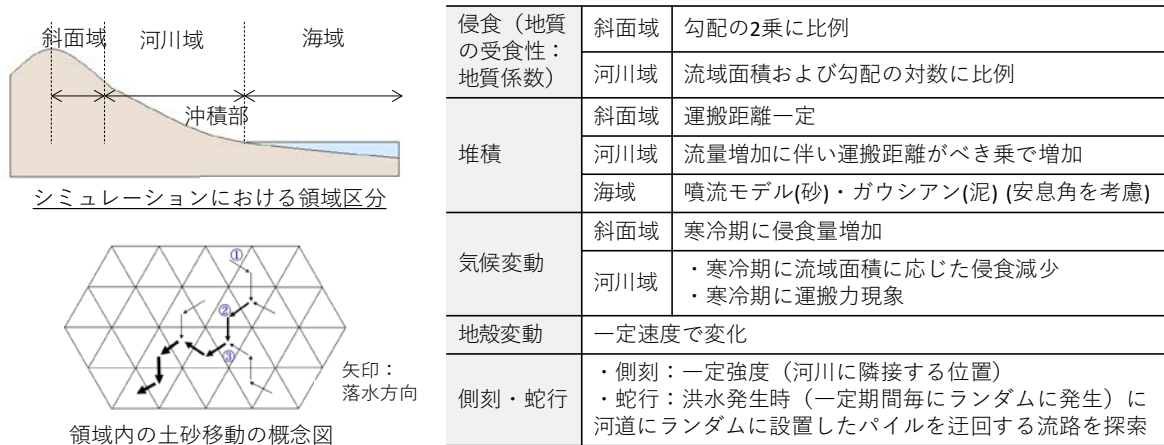 斜面域
河川域
海域
沖積部
シミュレーションにおける領域区分
①
②
③
矢印：
落水方向
領域内の土砂移動の概念図
侵食（地質
の受食性：
地質係数）
斜面域
勾配の2乗に比例
河川域
流域面積および勾配の対数に比例
堆積
斜面域
運搬距離一定
河川域
流量増加に伴い運搬距離がべき乗で増加
海域
噴流モデル(砂)・ガウシアン(泥) (安息角を考慮)
気候変動
斜面域
寒冷期に侵食量増加
河川域
・寒冷期に流域面積に応じた侵食減少
・寒冷期に運搬力現象
地殻変動
一定速度で変化
側刻・蛇行
・側刻：一定強度（河川に隣接する位置）
・蛇行：洪水発生時（一定期間毎にランダムに発生）に
河道にランダムに設置したパイルを迂回する流路を探索